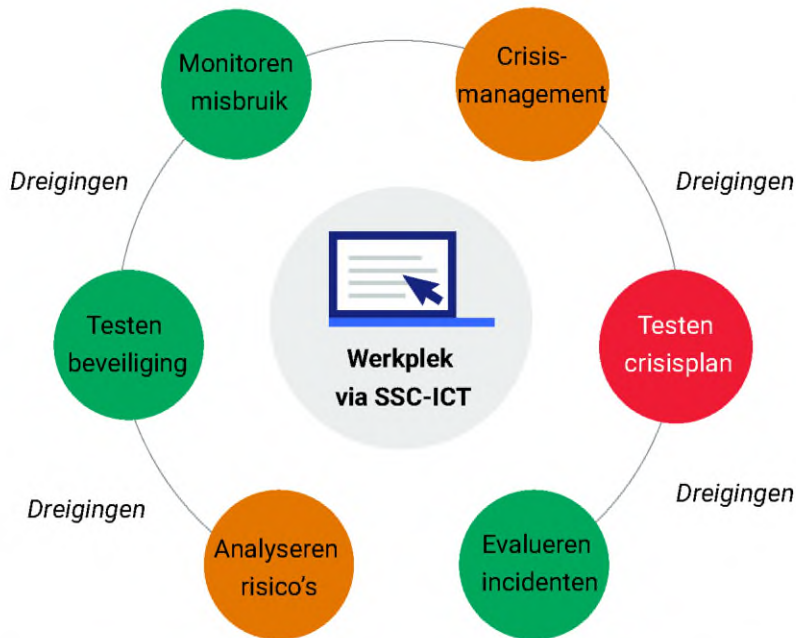 Monitoren
misbruik
Crisis-
management
Dreigingen
Dreigingen
Testen
beveiliging
Werkplek
via SSC-ICT
Testen
crisisplan
Dreigingen
Dreigingen
Analyseren
risico's
Evalueren
incidenten